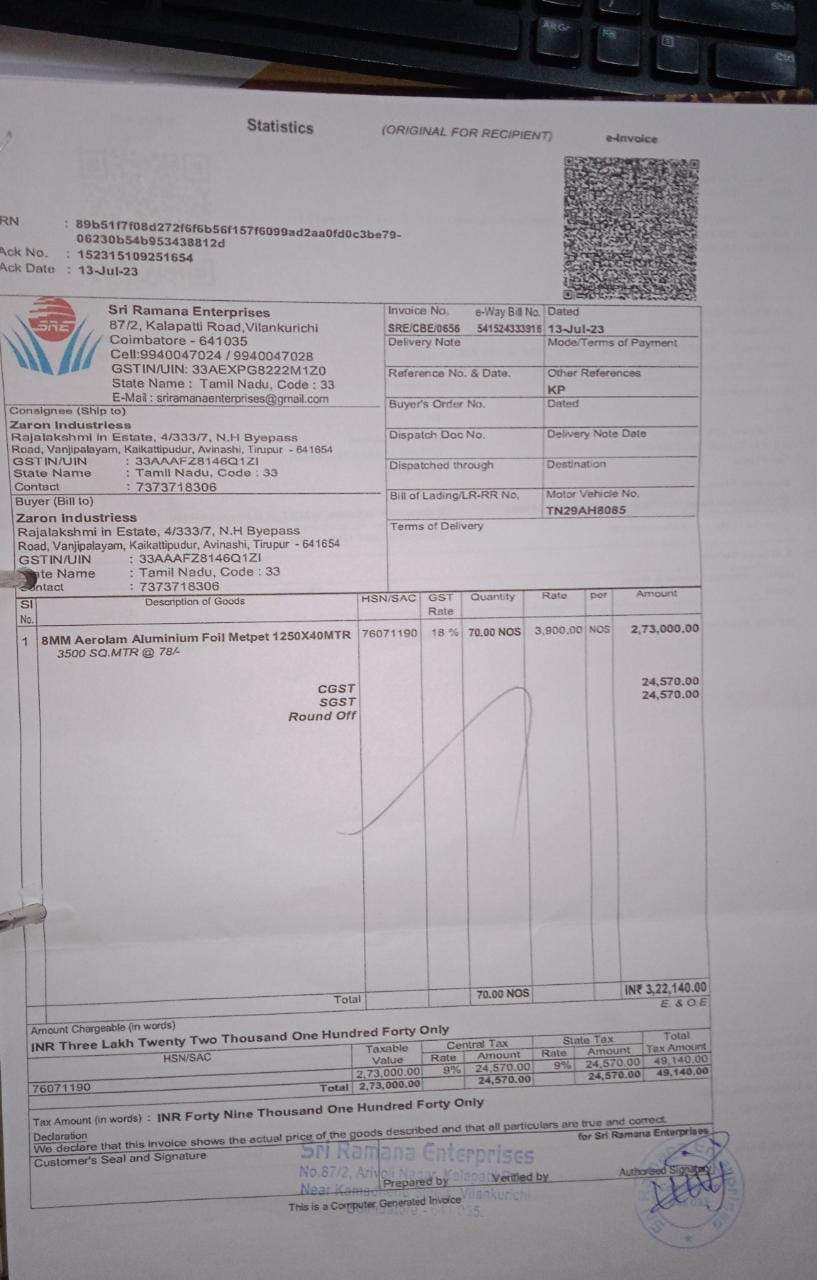 Statistics
(ORIGINAL FOR RECIPIENT)
e-Invoice
RN : 89b51f7f08d272f6f6b56f157f6099ad2aa0fd0c3be79-
06230b54b953438812d
Ack No. : 152315109251654
Ack Date : 13-Jul-23
SRE
Sri Ramana Enterprises
87/2, Kalapatti Road,Vilankurichi
Coimbatore - 641035
Cell:9940047024 / 9940047028
GSTIN/UIN: 33AEXPG8222M1Z0
State Name : Tamil Nadu, Code : 33
E-Mail : sriramanaenterprises@gmail.com
Invoice No. e-Way Bill No. Dated
SRE/CBE/0656 541524333916 13-Jul-23
Delivery Note Mode/Terms of Payment
Reference No. & Date. Other References
KP
Buyer's Order No. Dated
Dispatch Doc No. Delivery Note Date
Dispatched through Destination
Bill of Lading/LR-RR No. Motor Vehicle No.
TN29AH8085
Terms of Delivery
Consignee (Ship to)
Zaron Industriess
Rajalakshmi in Estate, 4/333/7, N.H Byepass
Road, Vanjipalayam, Kaikattipudur, Avinashi, Tirupur - 641654
GSTIN/UIN : 33AAAFZ8146Q1ZI
State Name : Tamil Nadu, Code : 33
Contact : 7373718306
Buyer (Bill to)
Zaron Industriess
Rajalakshmi in Estate, 4/333/7, N.H Byepass
Road, Vanjipalayam, Kaikattipudur, Avinashi, Tirupur - 641654
GSTIN/UIN : 33AAAFZ8146Q1ZI
te Name : Tamil Nadu, Code : 33
ontact : 7373718306
Sl No. Description of Goods HSN/SAC GST Rate Quantity Rate per Amount
1 8MM Aerolam Aluminium Foil Metpet 1250X40MTR 76071190 18 % 70.00 NOS 3,900.00 NOS 2,73,000.00
3500 SQ.MTR @ 78/-
CGST 24,570.00
SGST 24,570.00
Round Off
Total 70.00 NOS IN₹ 3,22,140.00
E. & O.E
Amount Chargeable (in words)
INR Three Lakh Twenty Two Thousand One Hundred Forty Only
HSN/SAC Taxable Value Central Tax State Tax Total Tax Amount
Rate Amount Rate Amount
76071190 2,73,000.00 9% 24,570.00 9% 24,570.00 49,140.00
Total 2,73,000.00 24,570.00 24,570.00 49,140.00
Tax Amount (in words) : INR Forty Nine Thousand One Hundred Forty Only
Declaration
We declare that this invoice shows the actual price of the goods described and that all particulars are true and correct.
Customer's Seal and Signature
for Sri Ramana Enterprises
Sri Ramana Enterprises
No.87/2,
Prepared by Verified by Authorised Signatory
Near Vilankurichi
This is a Computer Generated Invoice
Alt Gr
Fn
Ctrl